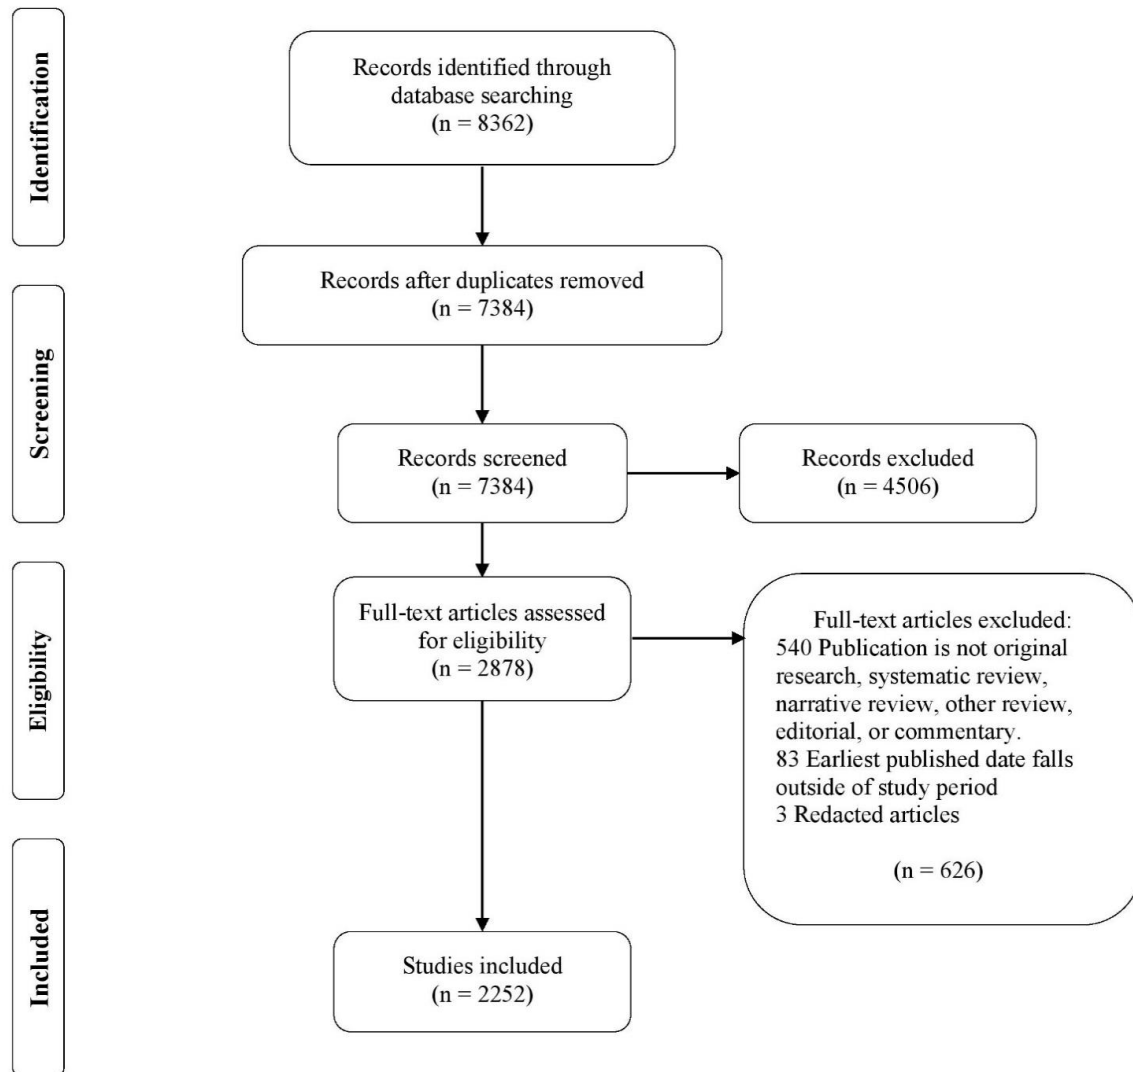 Identification
Records identified through
database searching
(n = 8362)
Records after duplicates removed
(n = 7384)
Screening
Records screened
(n = 7384)
Records excluded
(n = 4506)
Eligibility
Full-text articles assessed
for eligibility
(n = 2878)
Full-text articles excluded:
540 Publication is not original
research, systematic review,
narrative review, other review,
editorial, or commentary.
83 Earliest published date falls
outside of study period
3 Redacted articles
(n = 626)
Included
Studies included
(n = 2252)